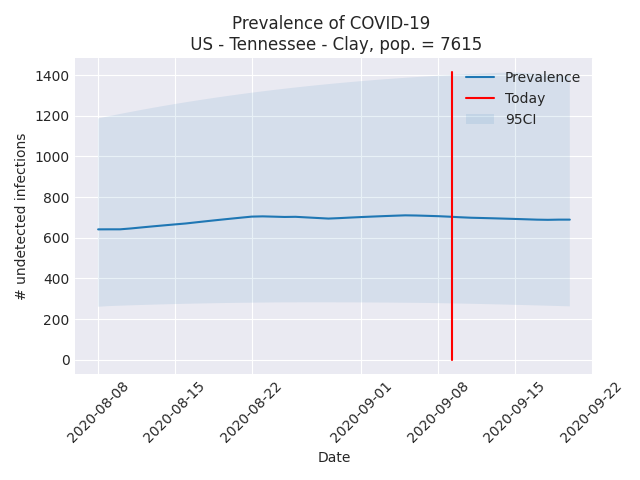 Prevalence of COVID-19
US - Tennessee - Clay, pop. = 7615
1400
1200
1000
800
600
400
200
0
# undetected infections
Prevalence
Today
95CI
2020-08-08
2020-08-15
2020-08-22
2020-09-01
2020-09-08
2020-09-15
2020-09-22
Date